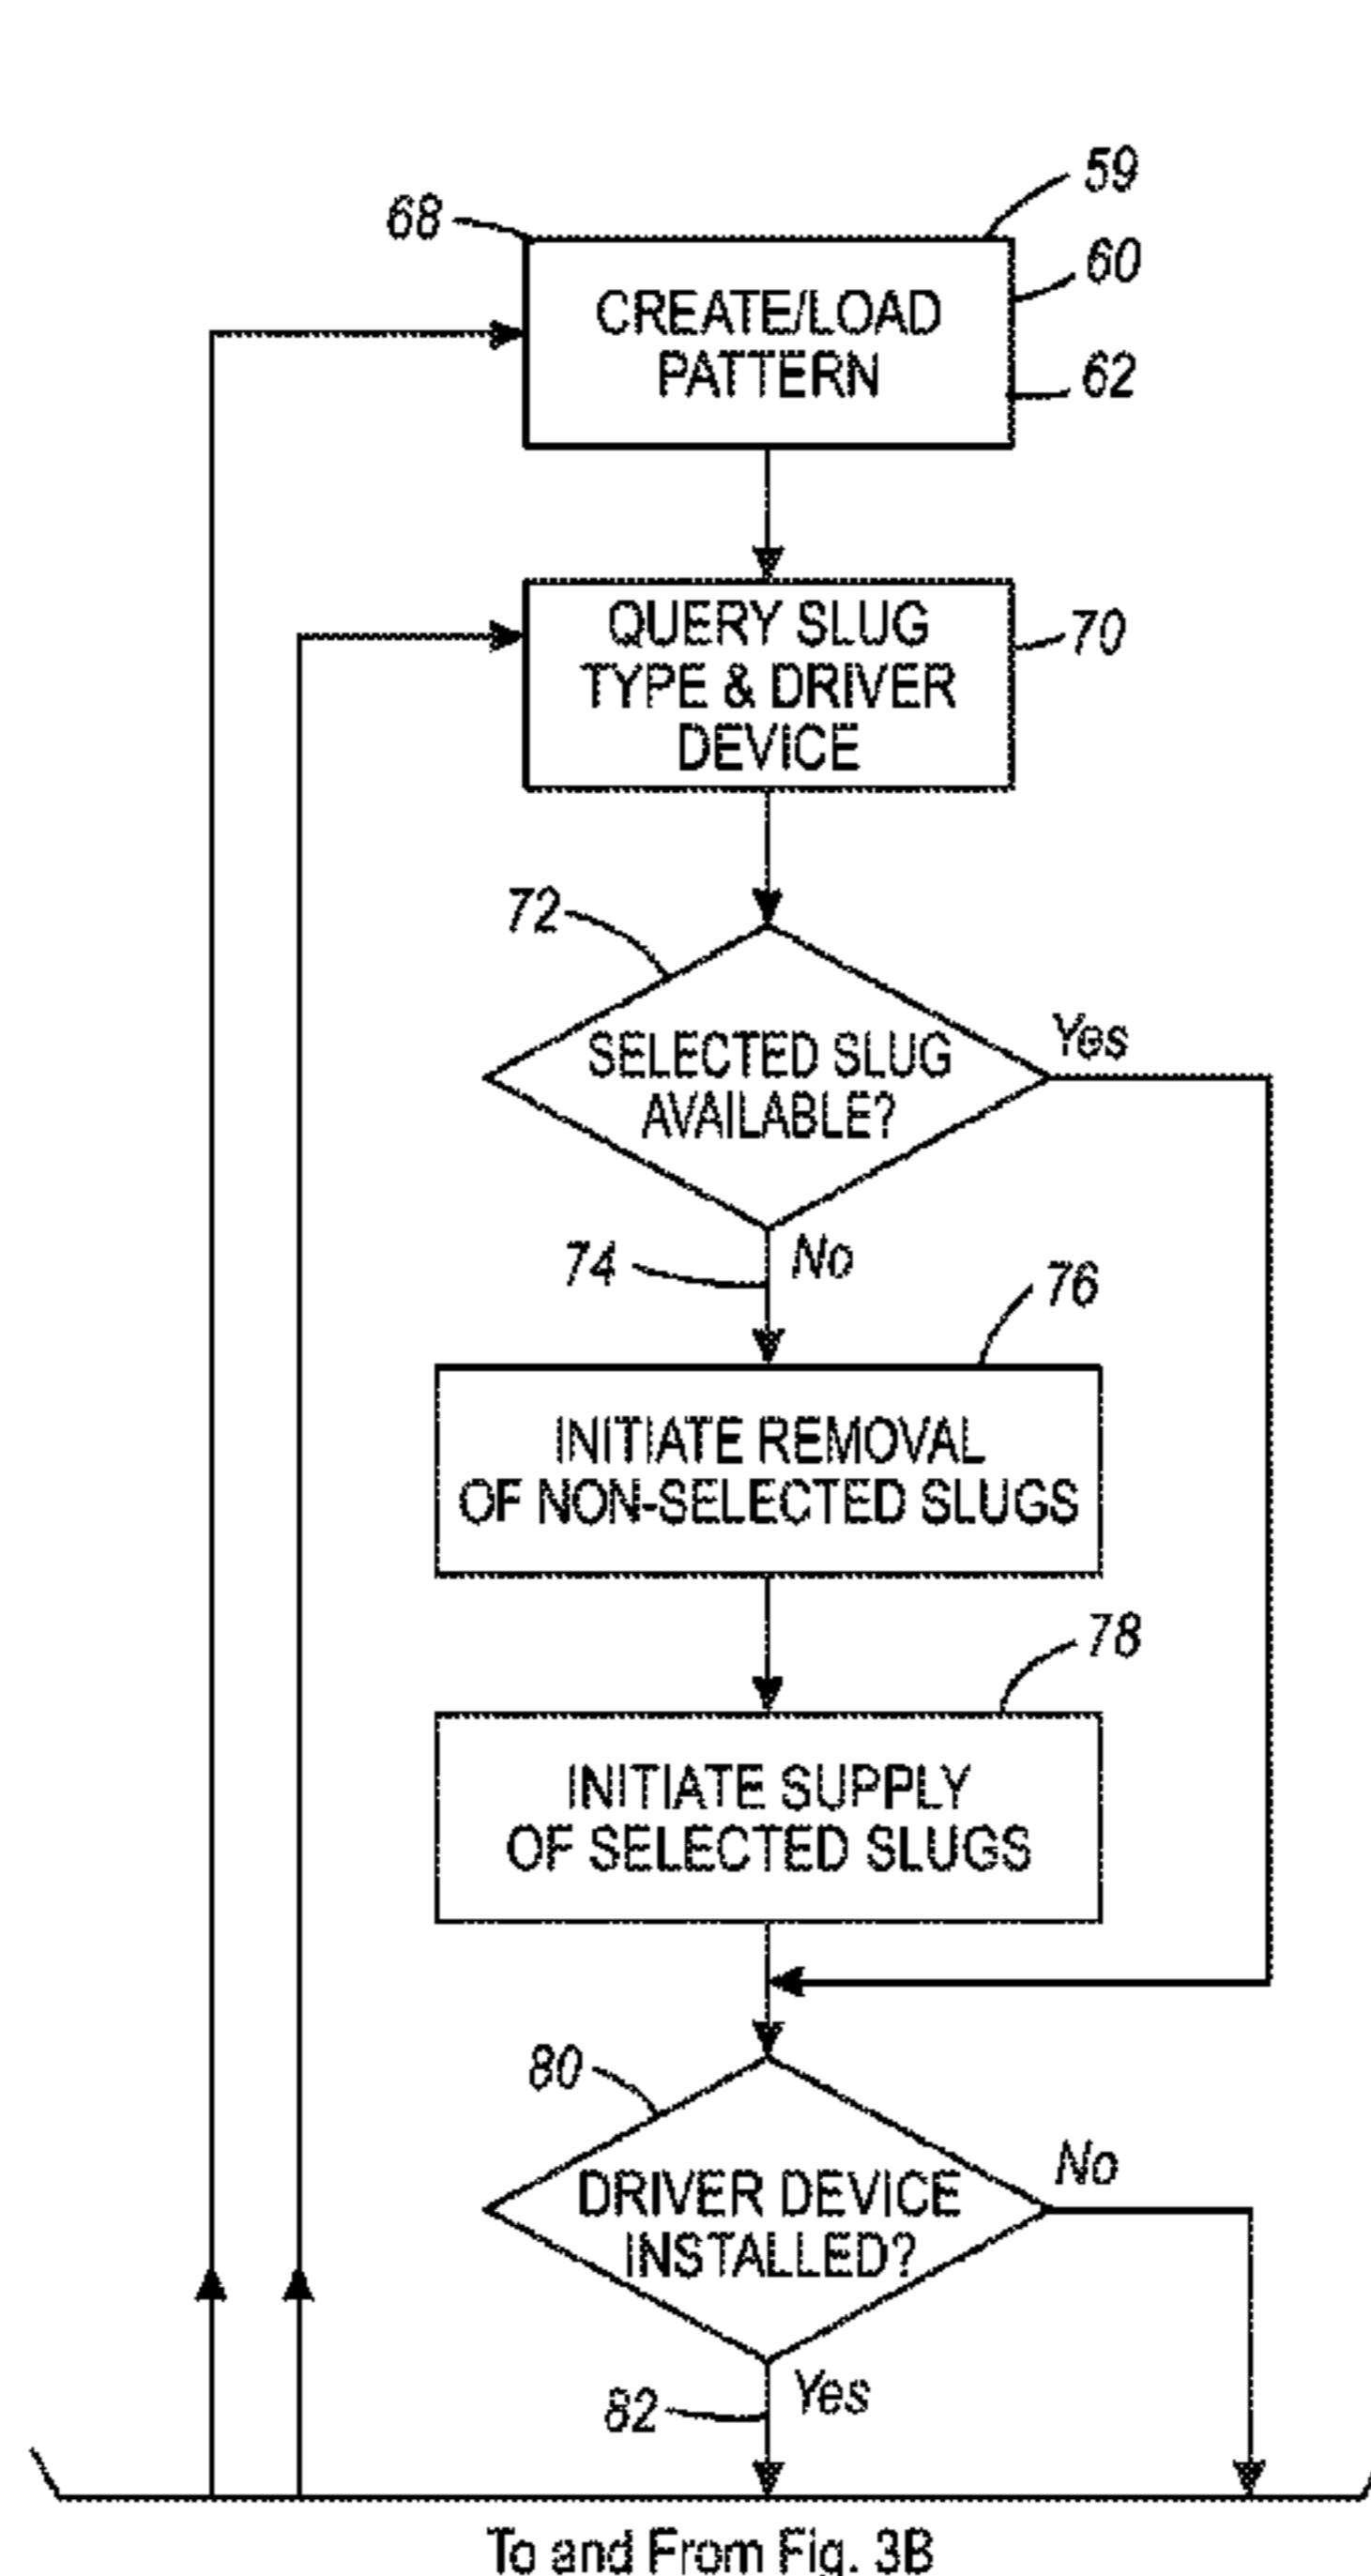 59
68
60
CREATE/LOAD
PATTERN
62
QUERY SLUG
TYPE & DRIVER
DEVICE
70
72
SELECTED SLUG
AVAILABLE?
Yes
74
No
76
INITIATE REMOVAL
OF NON-SELECTED SLUGS
78
INITIATE SUPPLY
OF SELECTED SLUGS
80
DRIVER DEVICE
INSTALLED?
No
82
Yes
To and From Fig. 3B